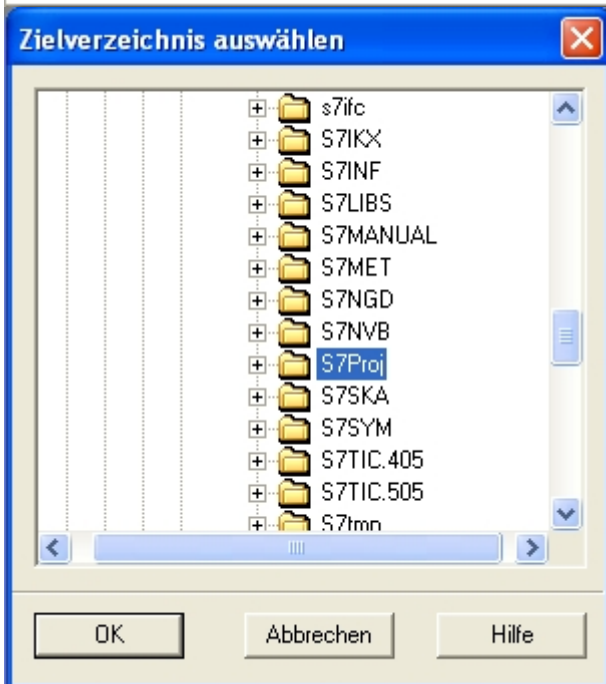 Zielverzeichnis auswählen
s7ifc
S7IKX
S7INF
S7LIBS
S7MANUAL
S7MET
S7NGD
S7NVB
S7Proj
S7SKA
S7SYM
S7TIC.405
S7TIC.505
S7tmp
OK Abbrechen Hilfe